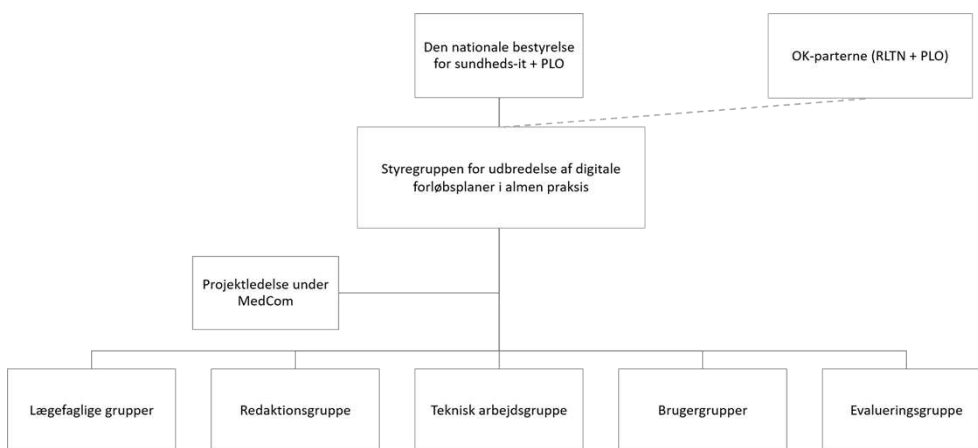 Den nationale bestyrelse
for sundheds-it + PLO
OK-parterne (RLTN + PLO)
Styregruppen for udbredelse af digitale
forløbsplaner i almen praksis
Projektledelse under
MedCom
Lægefaglige grupper
Redaktionsgruppe
Teknisk arbejdsgruppe
Brugergrupper
Evalueringsgruppe